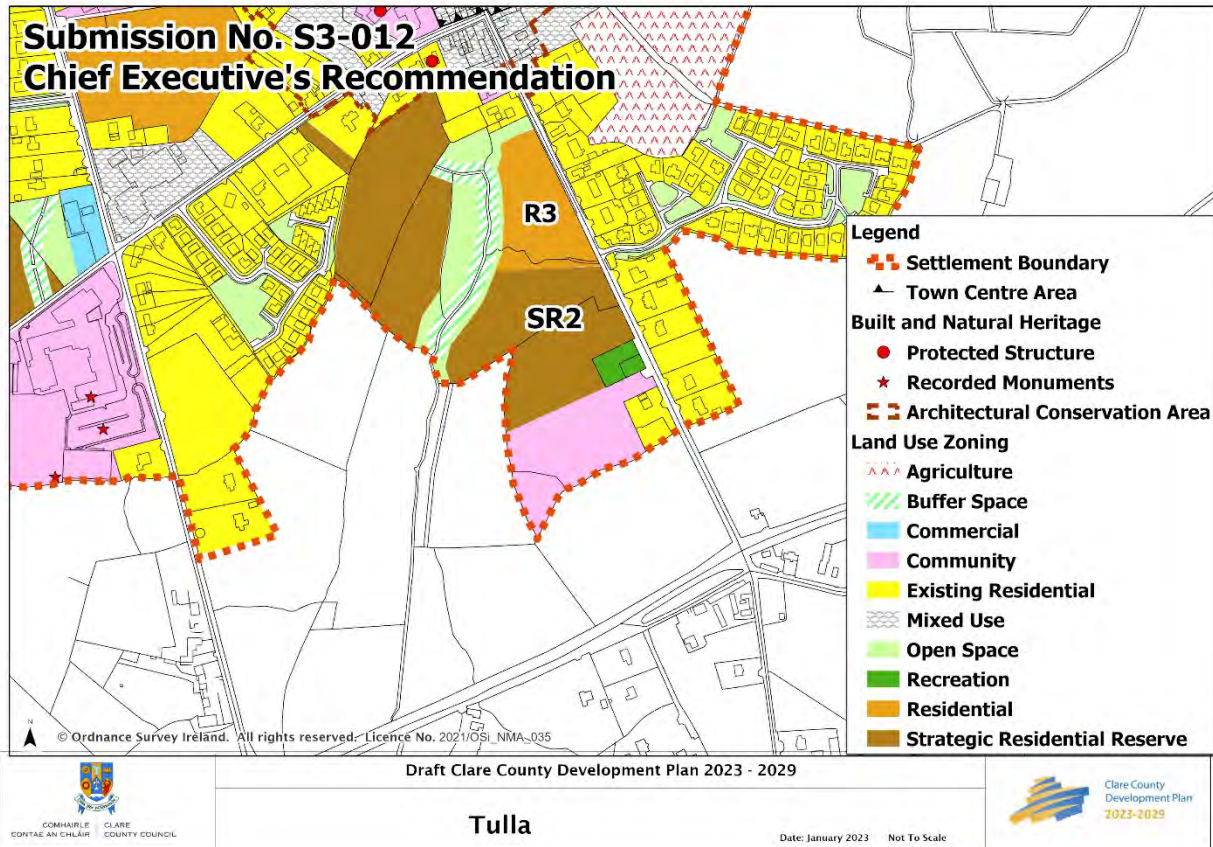 Submission No. S3-012
Chief Executive's Recommendation
R3
SR2
Legend
Settlement Boundary
Town Centre Area
Built and Natural Heritage
Protected Structure
Recorded Monuments
Architectural Conservation Area
Land Use Zoning
Agriculture
Buffer Space
Commercial
Community
Existing Residential
Mixed Use
Open Space
Recreation
Residential
Strategic Residential Reserve
N
© Ordnance Survey Ireland. All rights reserved. Licence No. 2021/OSi_NMA_035
COMHAIRLE CONTAE AN CHLÁIR
CLARE COUNTY COUNCIL
Draft Clare County Development Plan 2023 - 2029
Tulla
Date: January 2023 Not To Scale
Clare County
Development Plan
2023-2029